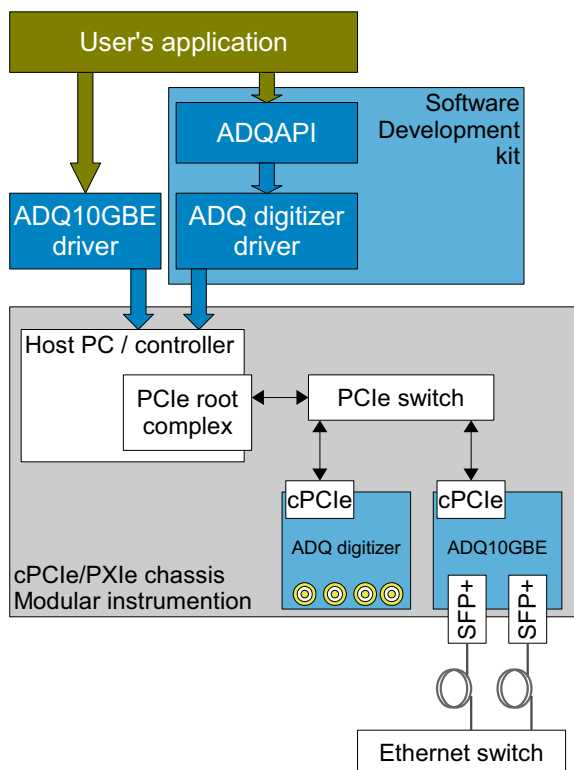 User's application
Software
Development
kit
ADQAPI
ADQ10GBE
driver
ADQ digitizer
driver
Host PC / controller
PCIe root
complex
PCIe switch
cPCIe
cPCIe
ADQ digitizer
ADQ10GBE
cPCIe/PXIe chassis
Modular instrumention
SFP+
SFP+
Ethernet switch